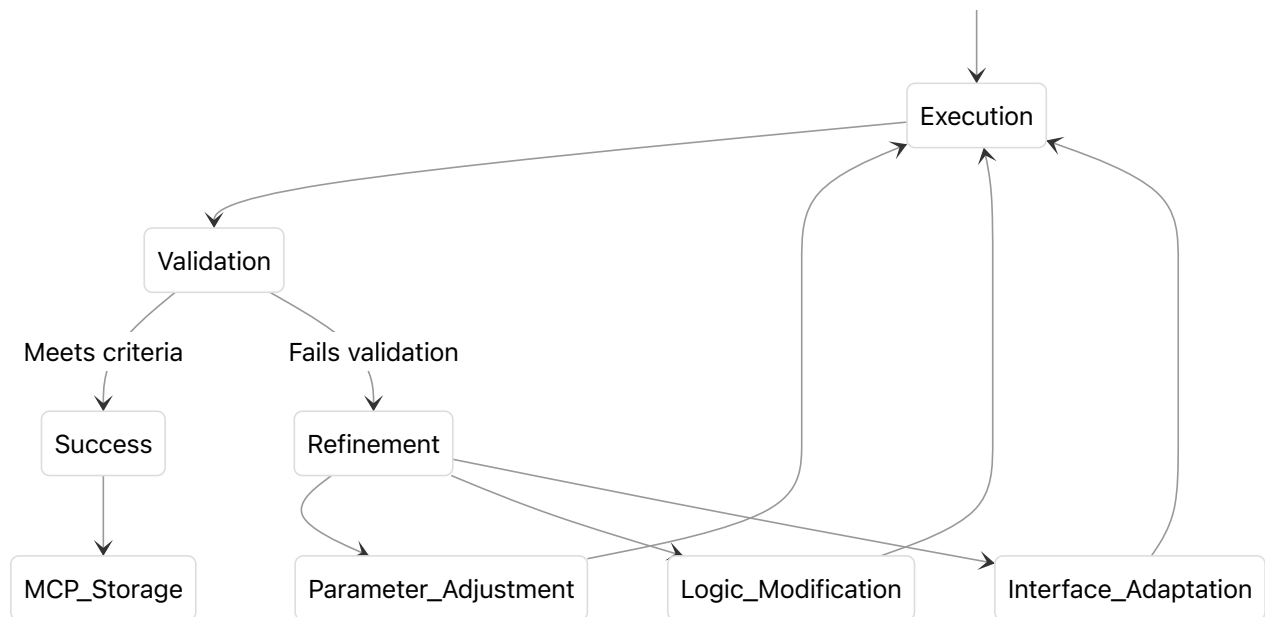 Execution
Validation
Meets criteria
Fails validation
Success
Refinement
MCP_Storage
Parameter_Adjustment
Logic_Modification
Interface_Adaptation